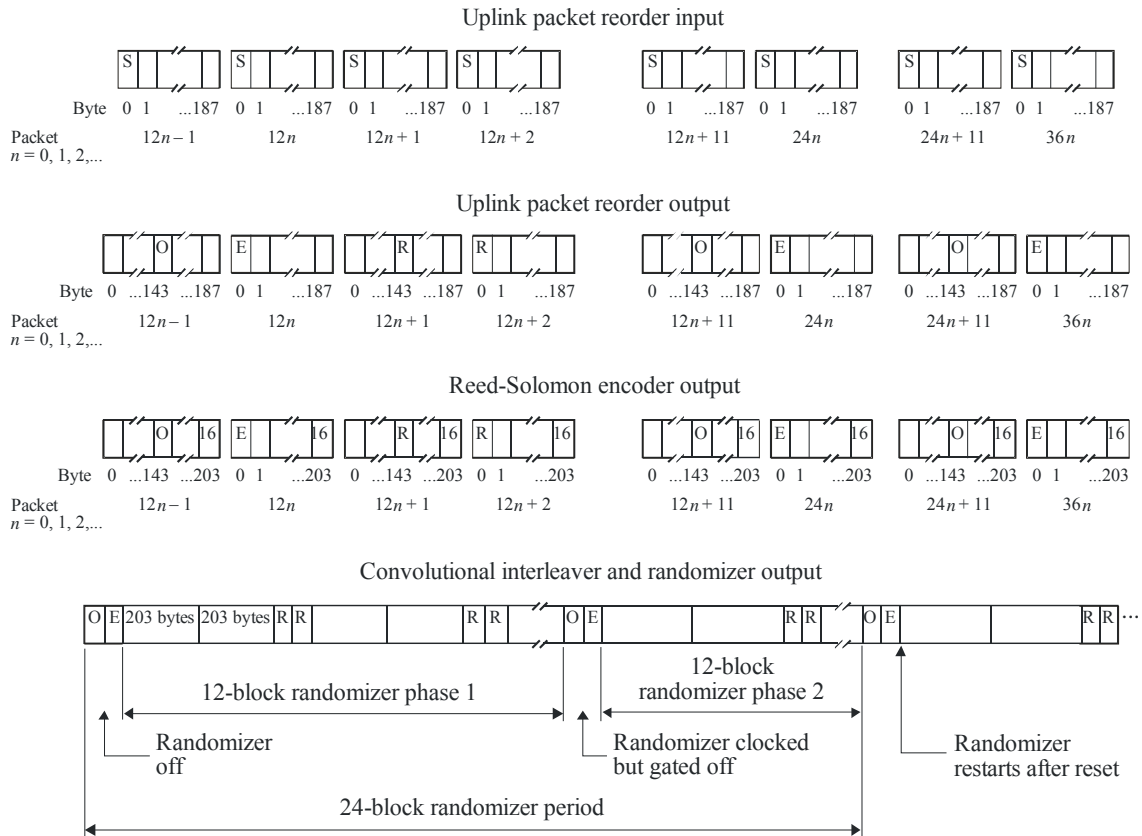 Uplink packet reorder input
S S S S S S S S
Byte 0 1 ...187 0 1 ...187 0 1 ...187 0 1 ...187 0 1 ...187 0 1 ...187 0 1 ...187 0 1 ...187
Packet 12n – 1 12n 12n + 1 12n + 2 12n + 11 24n 24n + 11 36n
n = 0, 1, 2,...
Uplink packet reorder output
O E R R O E O E
Byte 0 ...143 ...187 0 1 ...187 0 ...143 ...187 0 1 ...187 0 ...143 ...187 0 1 ...187 0 ...143 ...187 0 1 ...187
Packet 12n – 1 12n 12n + 1 12n + 2 12n + 11 24n 24n + 11 36n
n = 0, 1, 2,...
Reed-Solomon encoder output
O E 16 R 16 R 16 O 16 E 16 O 16 E 16
Byte 0 ...143 ...203 0 1 ...203 0 ...143 ...203 0 1 ...203 0 ...143 ...203 0 1 ...203 0 ...143 ...203 0 1 ...203
Packet 12n – 1 12n 12n + 1 12n + 2 12n + 11 24n 24n + 11 36n
n = 0, 1, 2,...
Convolutional interleaver and randomizer output
O E 203 bytes 203 bytes R R R R O E R R O E R R ...
12-block randomizer phase 1
12-block
randomizer phase 2
Randomizer
off
Randomizer clocked
but gated off
Randomizer
restarts after reset
24-block randomizer period